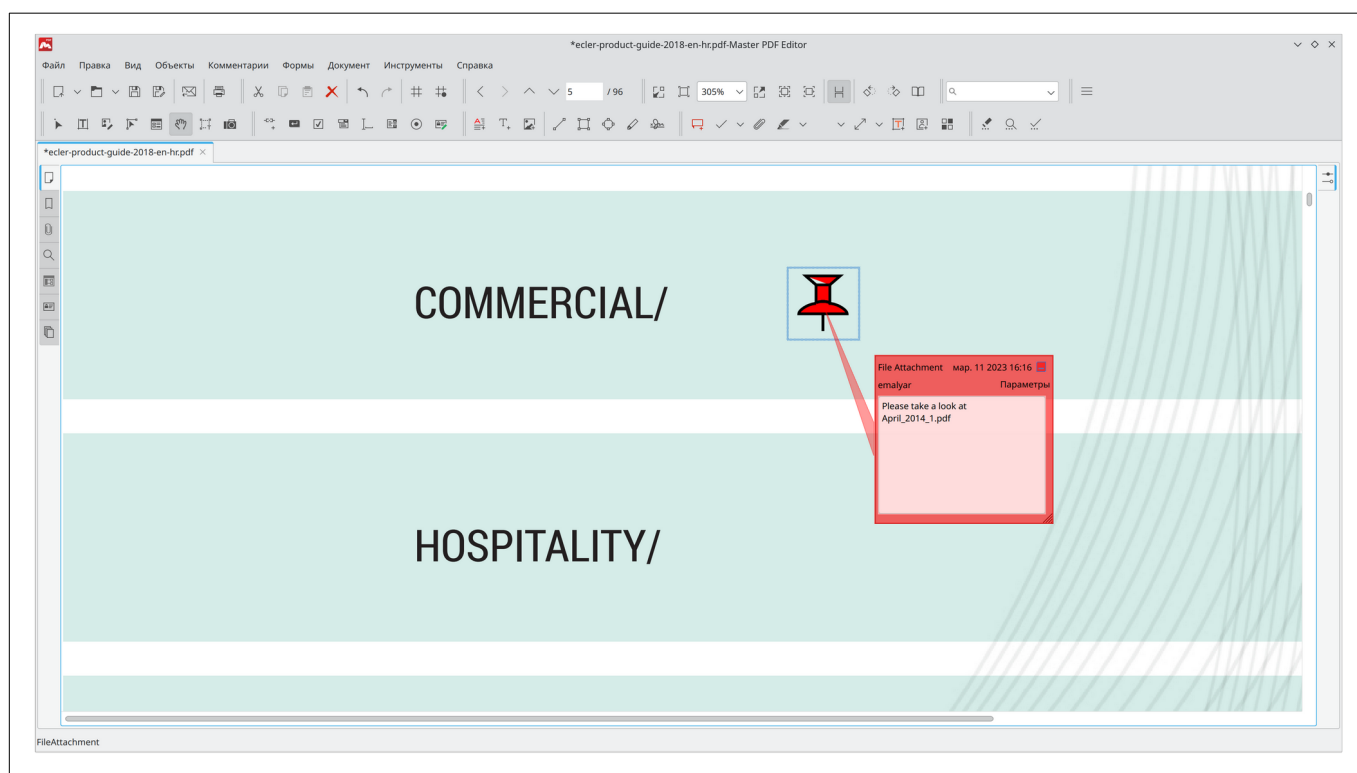 *ecler-product-guide-2018-en-hr.pdf-Master PDF Editor
Файл Правка Вид Объекты Комментарии Формы Документ Инструменты Справка
5 / 96 305%
*ecler-product-guide-2018-en-hr.pdf
COMMERCIAL/
File Attachment мар. 11 2023 16:16
emalyar Параметры
Please take a look at
April_2014_1.pdf
HOSPITALITY/
FileAttachment